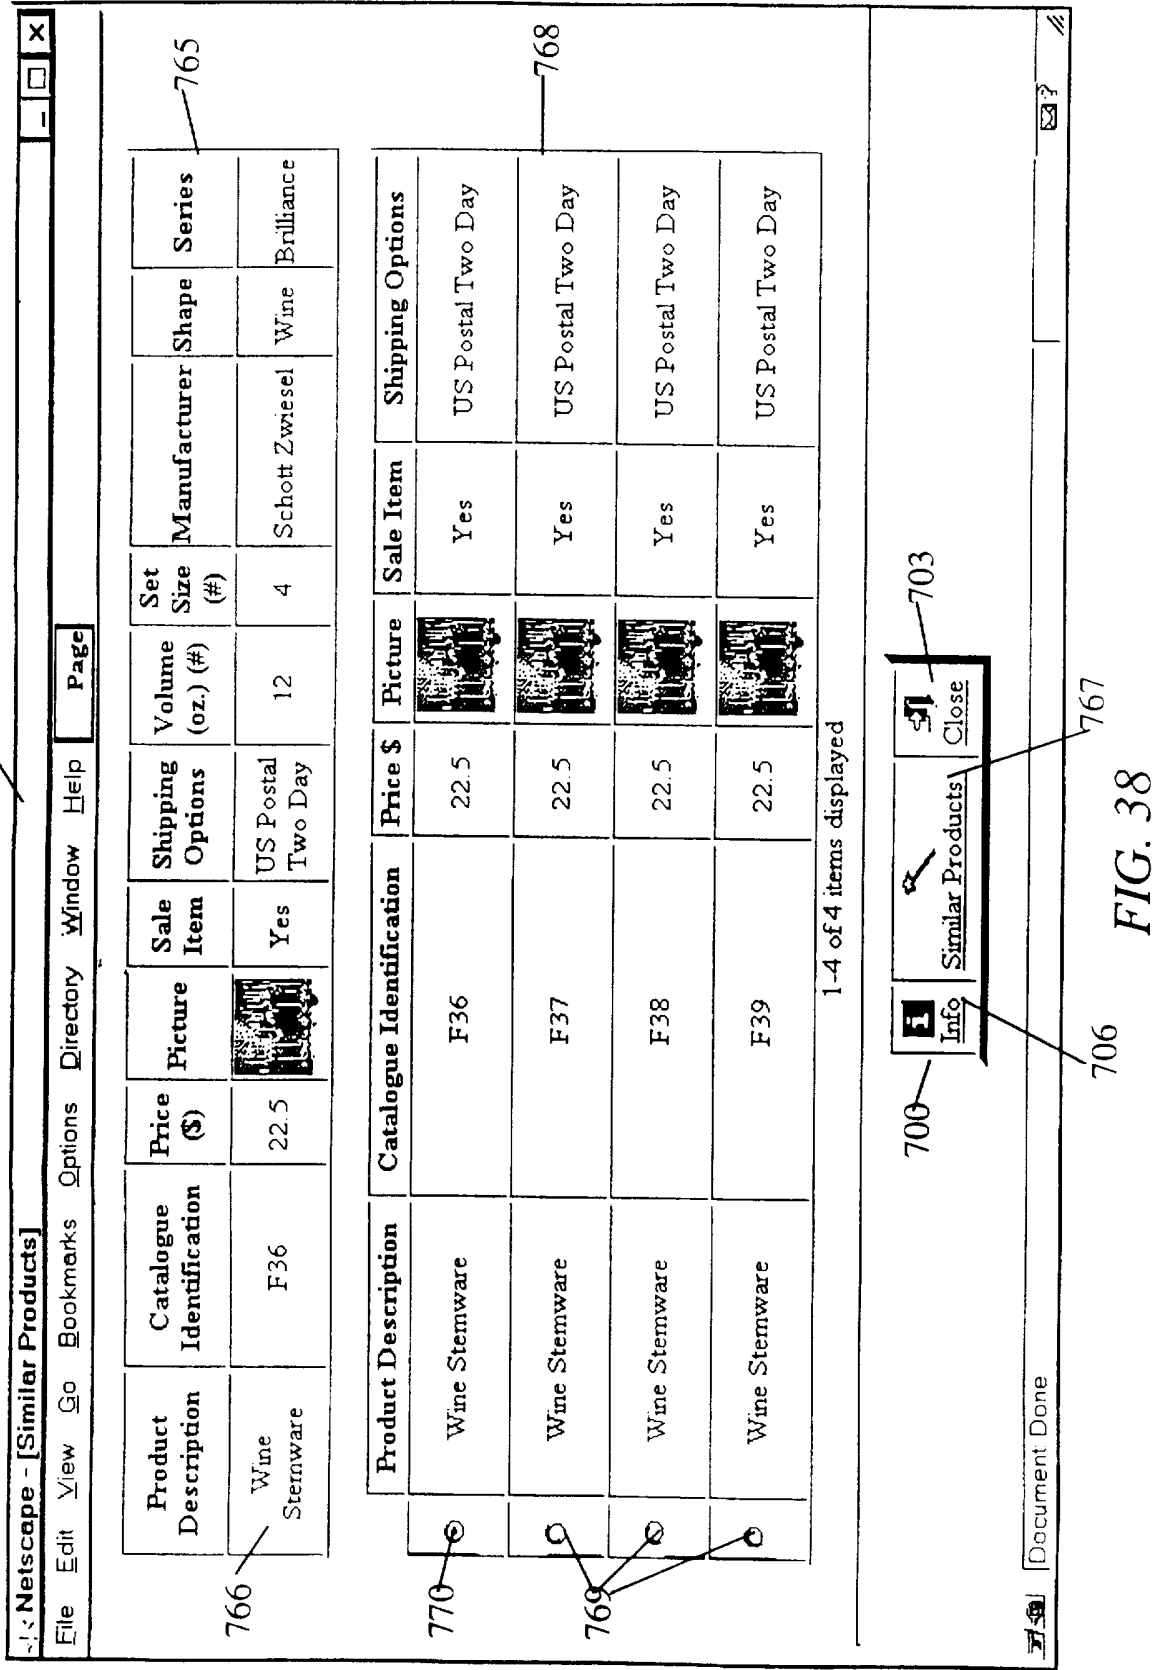 Netscape - [Similar Products]
File Edit View Go Bookmarks Options Directory Window Help Page
Product Description Catalogue Identification Price ($) Picture Sale Item Shipping Options Volume (oz.) (#) Set Size (#) Manufacturer Shape Series
Wine Stemware F36 22.5 Yes US Postal Two Day 12 4 Schott Zwiesel Wine Brilliance
766
765
Product Description Catalogue Identification Price $ Picture Sale Item Shipping Options
Wine Stemware F36 22.5 Yes US Postal Two Day
Wine Stemware F37 22.5 Yes US Postal Two Day
Wine Stemware F38 22.5 Yes US Postal Two Day
Wine Stemware F39 22.5 Yes US Postal Two Day
770
769
768
1-4 of 4 items displayed
700
Info Similar Products Close
703
706
767
Document Done
FIG. 38